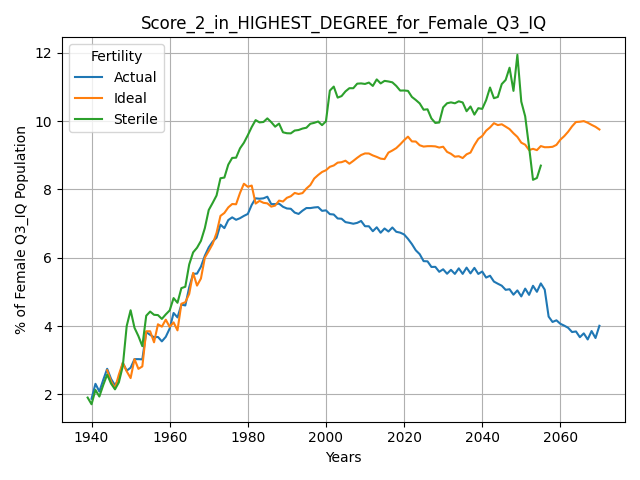 Score_2_in_HIGHEST_DEGREE_for_Female_Q3_IQ
Fertility
Actual
Ideal
Sterile
% of Female Q3_IQ Population
12
10
8
6
4
2
1940
1960
1980
2000
2020
2040
2060
Years